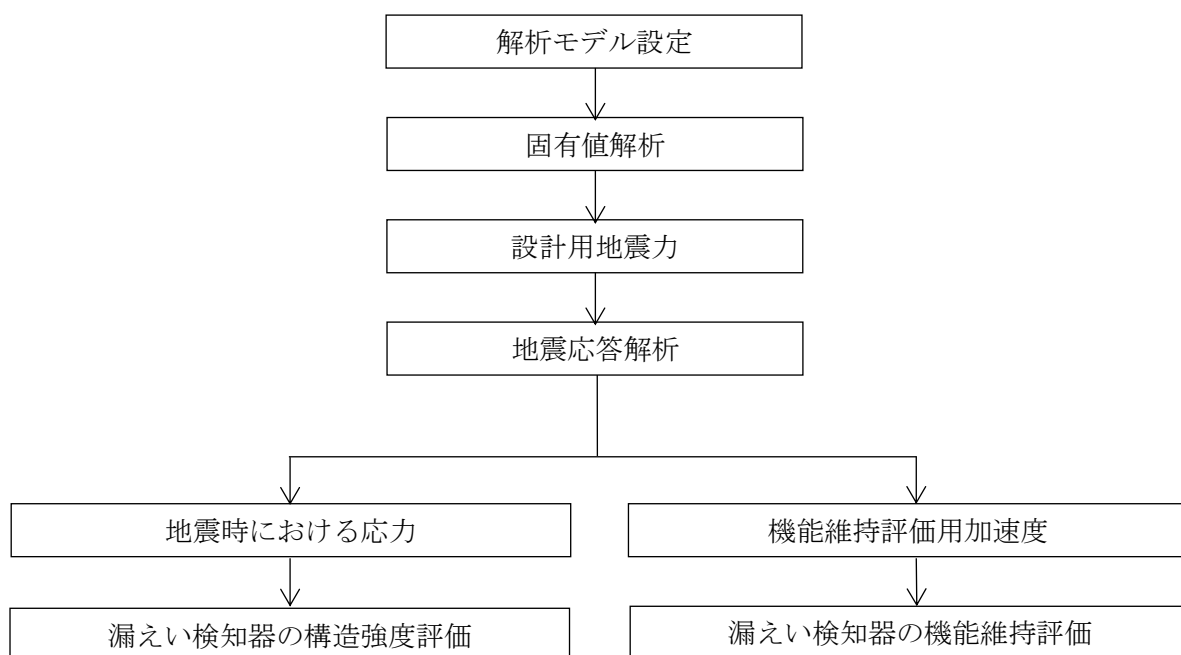 解析モデル設定
固有値解析
設計用地震力
地震応答解析
地震時における応力
機能維持評価用加速度
漏えい検知器の構造強度評価
漏えい検知器の機能維持評価